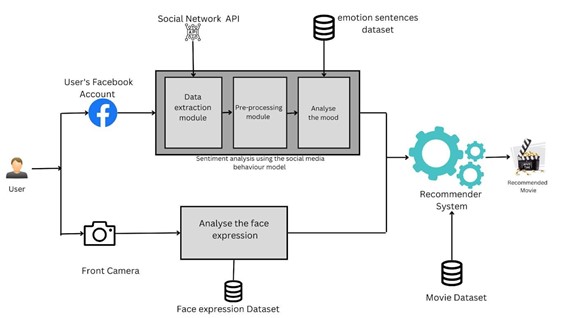 Social Network API
emotion sentences
dataset
User's Facebook
Account
Data
extraction
module
Pre-processing
module
Analyse
the mood
Sentiment analysis using the social media
behaviour model
User
Recommender
System
Recommended
Movie
Analyse the face
expression
Front Camera
Face expression Dataset
Movie Dataset